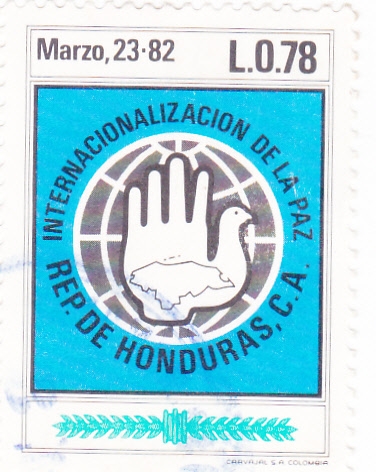 Marzo, 23·82 L.0.78
INTERNACIONALIZACION DE LA PAZ
REP. DE HONDURAS, C.A.
CARVAJAL S.A. COLOMBIA